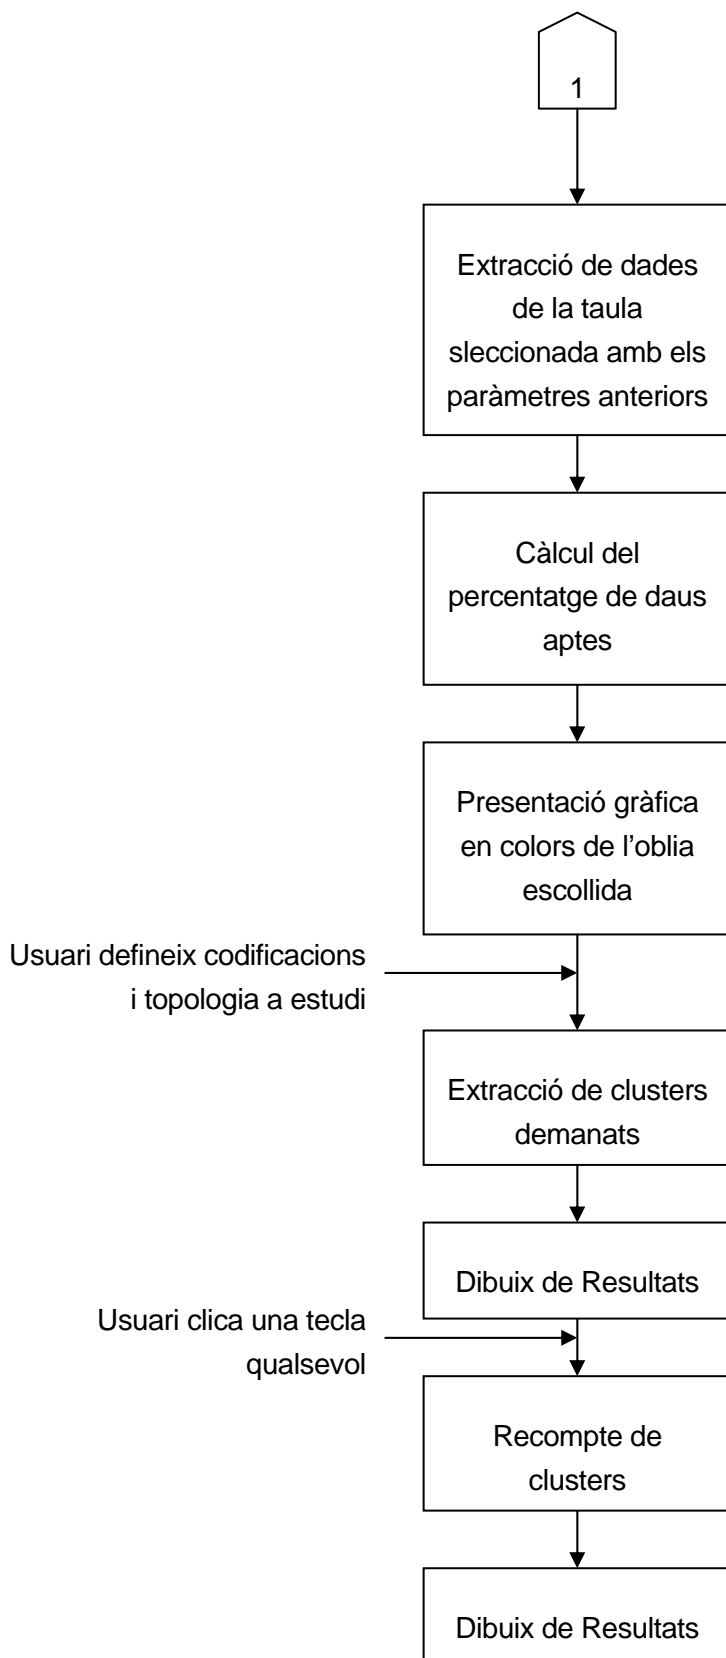 1
Extracció de dades
de la taula
sleccionada amb els
paràmetres anteriors
Càlcul del
percentatge de daus
aptes
Presentació gràfica
en colors de l’oblia
escollida
Usuari defineix codificacions
i topologia a estudi
Extracció de clusters
demanats
Dibuix de Resultats
Usuari clica una tecla
qualsevol
Recompte de
clusters
Dibuix de Resultats